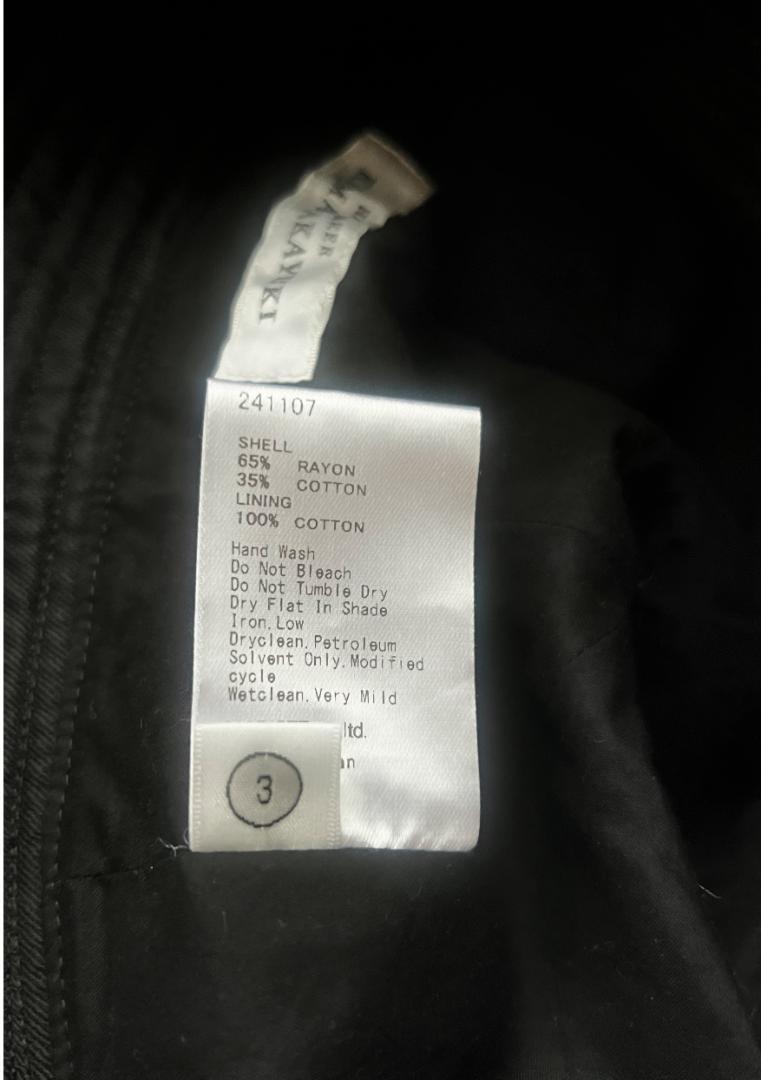 241107
SHELL
65% RAYON
35% COTTON
LINING
100% COTTON
Hand Wash
Do Not Bleach
Do Not Tumble Dry
Dry Flat In Shade
Iron.Low
Dryclean.Petroleum
Solvent Only.Modified
cycle
Wetclean.Very Mild
ltd.
3